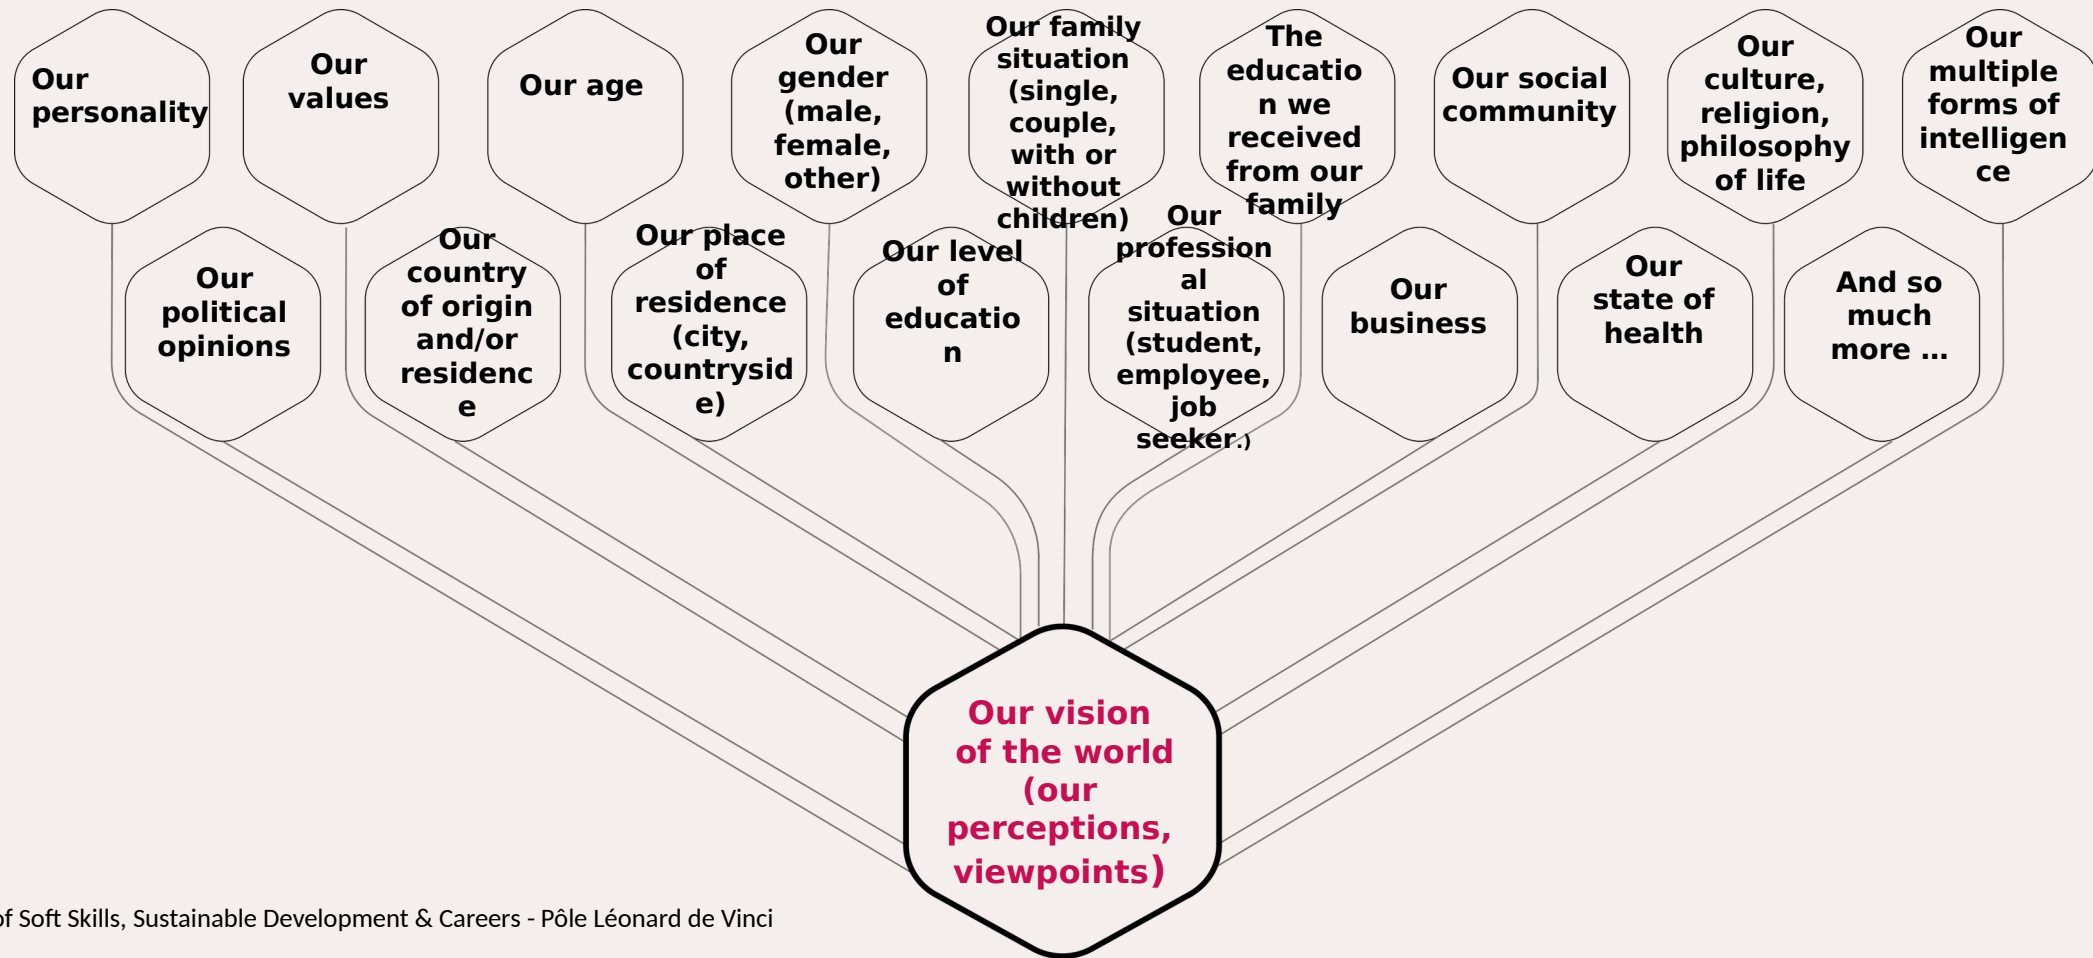 Our
personality
Our
values
Our age
Our
gender
(male,
female,
other)
Our family
situation
(single,
couple,
with or
without
children)
The
educatio
n we
received
from our
family
Our social
community
Our
culture,
religion,
philosophy
of life
Our
multiple
forms of
intelligen
ce
Our
political
opinions
Our
country
of origin
and/or
residenc
e
Our place
of
residence
(city,
countrysid
e)
Our level
of
educatio
n
Our
profession
al
situation
(student,
employee,
job
seeker.)
Our
business
Our
state of
health
And so
much
more …
Our vision
of the world
(our
perceptions,
viewpoints)
of Soft Skills, Sustainable Development & Careers - Pôle Léonard de Vinci